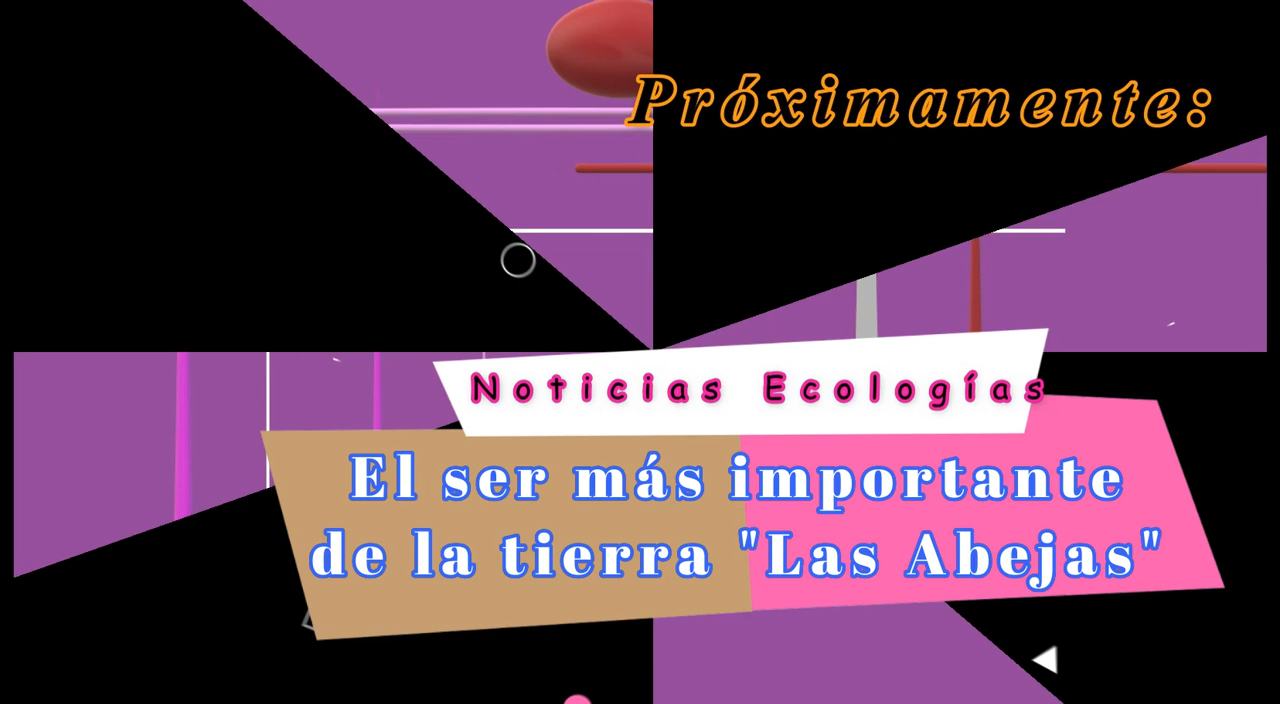 Próximamente:
Noticias Ecologías
El ser más importante
de la tierra "Las Abejas"